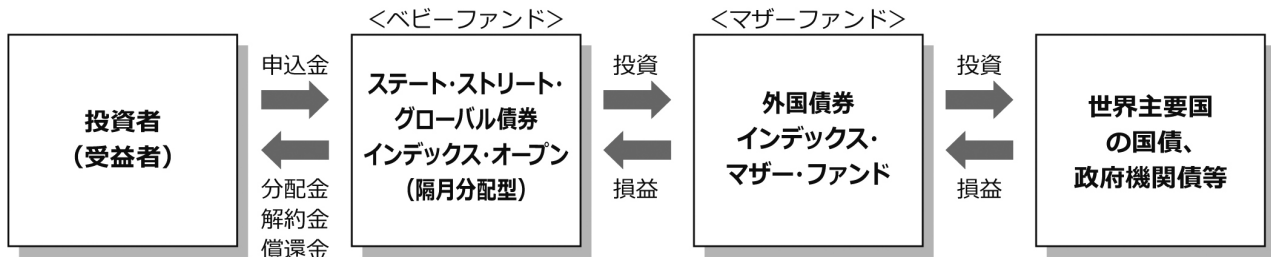 <ベビーファンド>
<マザーファンド>
投資者
(受益者)
申込金
分配金
解約金
償還金
ステート・ストリート・
グローバル債券
インデックス・オープン
(隔月分配型)
投資
損益
外国債券
インデックス・
マザー・ファンド
投資
損益
世界主要国
の国債、
政府機関債等